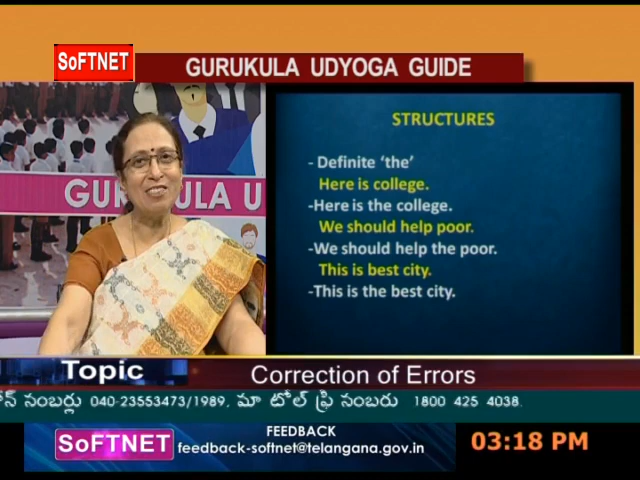 SoFTNET
GURUKULA UDYOGA GUIDE
GURUKULA U
STRUCTURES
- Definite ‘the’
Here is college.
-Here is the college.
We should help poor.
-We should help the poor.
This is best city.
-This is the best city.
Topic
Correction of Errors
నంబర్లు 040-23553473/1989, మా టోల్ ఫ్రి నంబరు 1800 425 4038.
SoFTNET
FEEDBACK
feedback-softnet@telangana.gov.in
03:18 PM